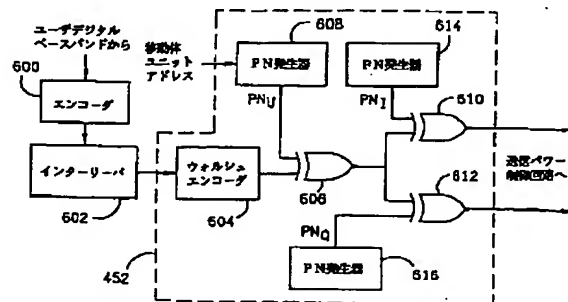 ユーザデジタル
ベースバンドから
600
エンコーダ
インターリーバ
602
452
移動体
ユニット
アドレス
608
PN発生器
PNU
614
PN発生器
PNI
ウォルシュ
エンコーダ
604
606
610
612
PNQ
PN発生器
616
送信パワー
制御回路へ